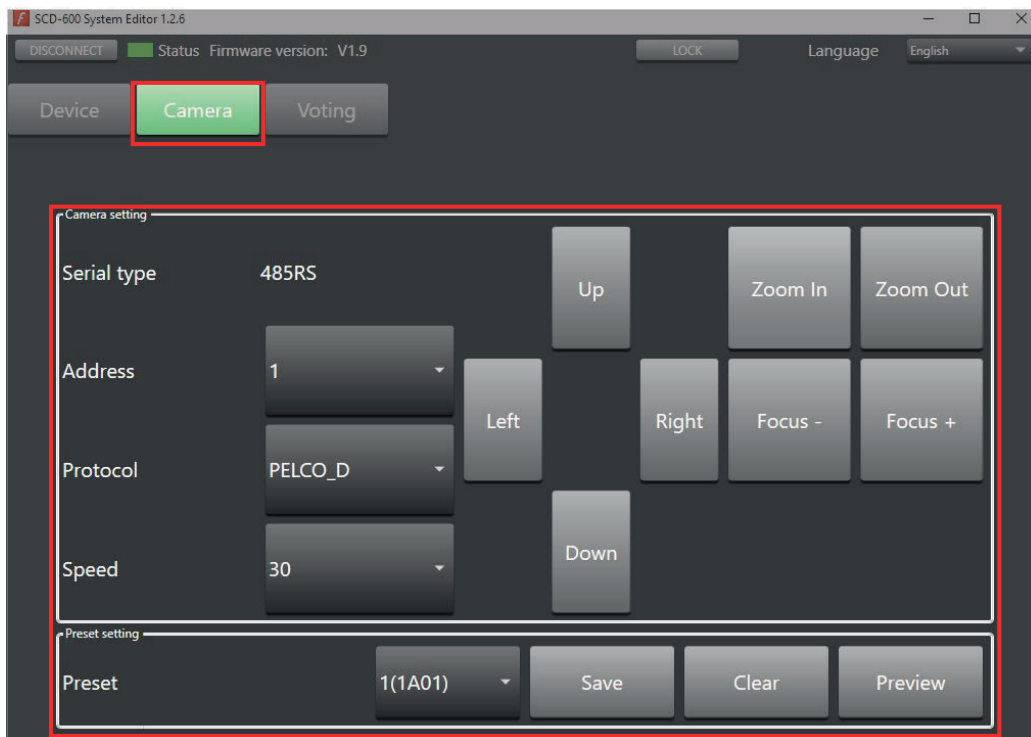 SCD-600 System Editor 1.2.6
DISCONNECT Status Firmware version: V1.9 LOCK Language English
Device Camera Voting
Camera setting
Serial type 485RS Up Zoom In Zoom Out
Address 1 Left Right Focus - Focus +
Protocol PELCO_D
Speed 30 Down
Preset setting
Preset 1(1A01) Save Clear Preview